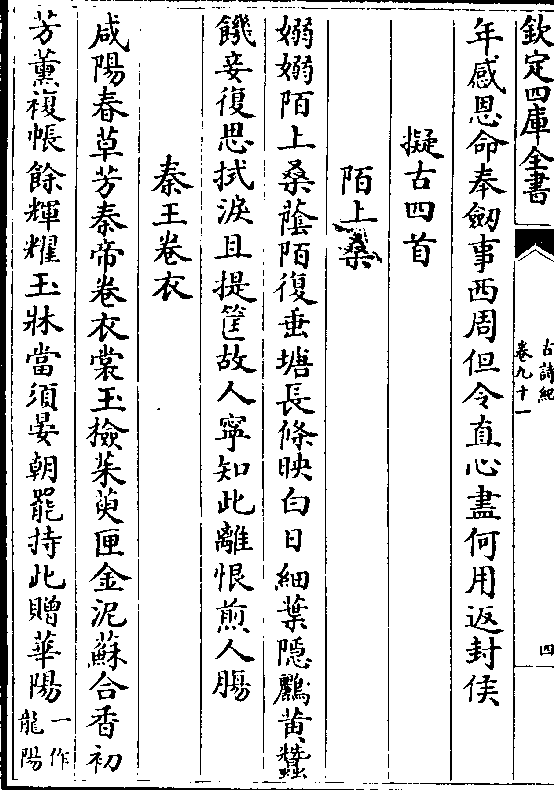 欽定四庫全書
古詩紀
卷九十一
四
年感恩命奉劒事西周但令直心盡何用返封侯
擬古四首
陌上桑
嫋嫋陌上桑蔭陌復垂塘長條映白日細葉隱鸝黄蠶
饑妾復思拭淚且提筐故人寜知此離恨煎人膓
秦王卷衣
咸陽春草芳秦帝卷衣裳玉檢茱萸匣金泥蘇合香初
芳薫複帳餘輝耀玉牀當須晏朝罷持此贈華陽一作龍陽